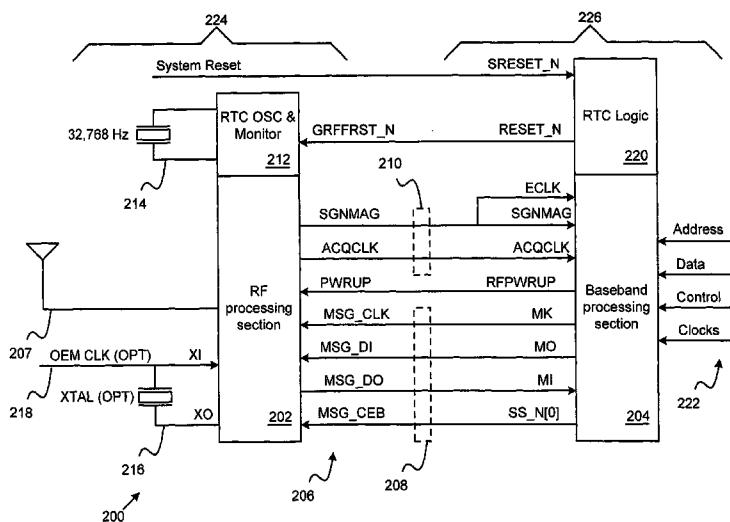 224
226
System Reset
SRESET_N
RTC OSC &
Monitor
212
32,768 Hz
214
GRFFRST_N
RESET_N
RTC Logic
220
210
ECLK
SGNMAG
SGNMAG
ACQCLK
ACQCLK
PWRUP
RFPWRUP
MSG_CLK
MK
MSG_DI
MO
MSG_DO
MI
MSG_CEB
SS_N[0]
RF
processing
section
202
Baseband
processing
section
204
Address
Data
Control
Clocks
222
207
OEM CLK (OPT)
XI
218
XTAL (OPT)
XO
216
206
208
200